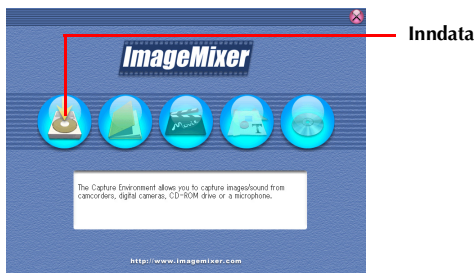 Inndata
ImageMixer
Movie
T
The Capture Environment allows you to capture images/sound from
camcorders, digital cameras, CD-ROM drive or a microphone.
http://www.imagemixer.com